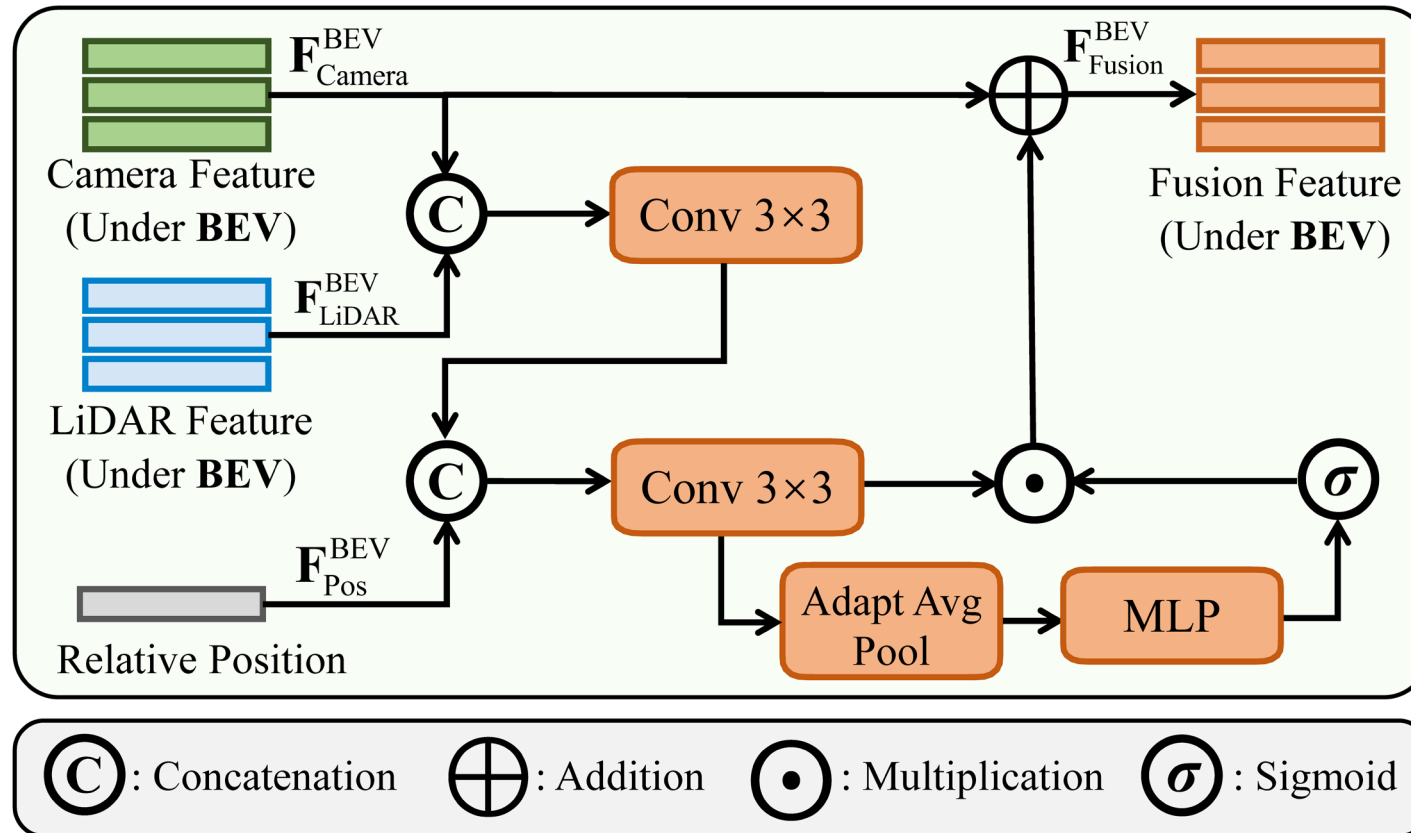 F^BEV_Camera
Camera Feature
(Under BEV)
F^BEV_LiDAR
LiDAR Feature
(Under BEV)
F^BEV_Pos
Relative Position
C
Conv 3×3
C
Conv 3×3
Adapt Avg
Pool
MLP
σ
F^BEV_Fusion
Fusion Feature
(Under BEV)
C : Concatenation
: Addition
: Multiplication
σ : Sigmoid